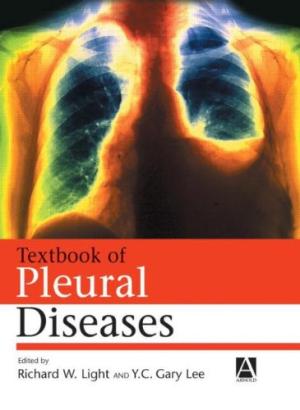 Textbook of
Pleural
Diseases
Edited by
Richard W. Light AND Y.C. Gary Lee
A
ARNOLD